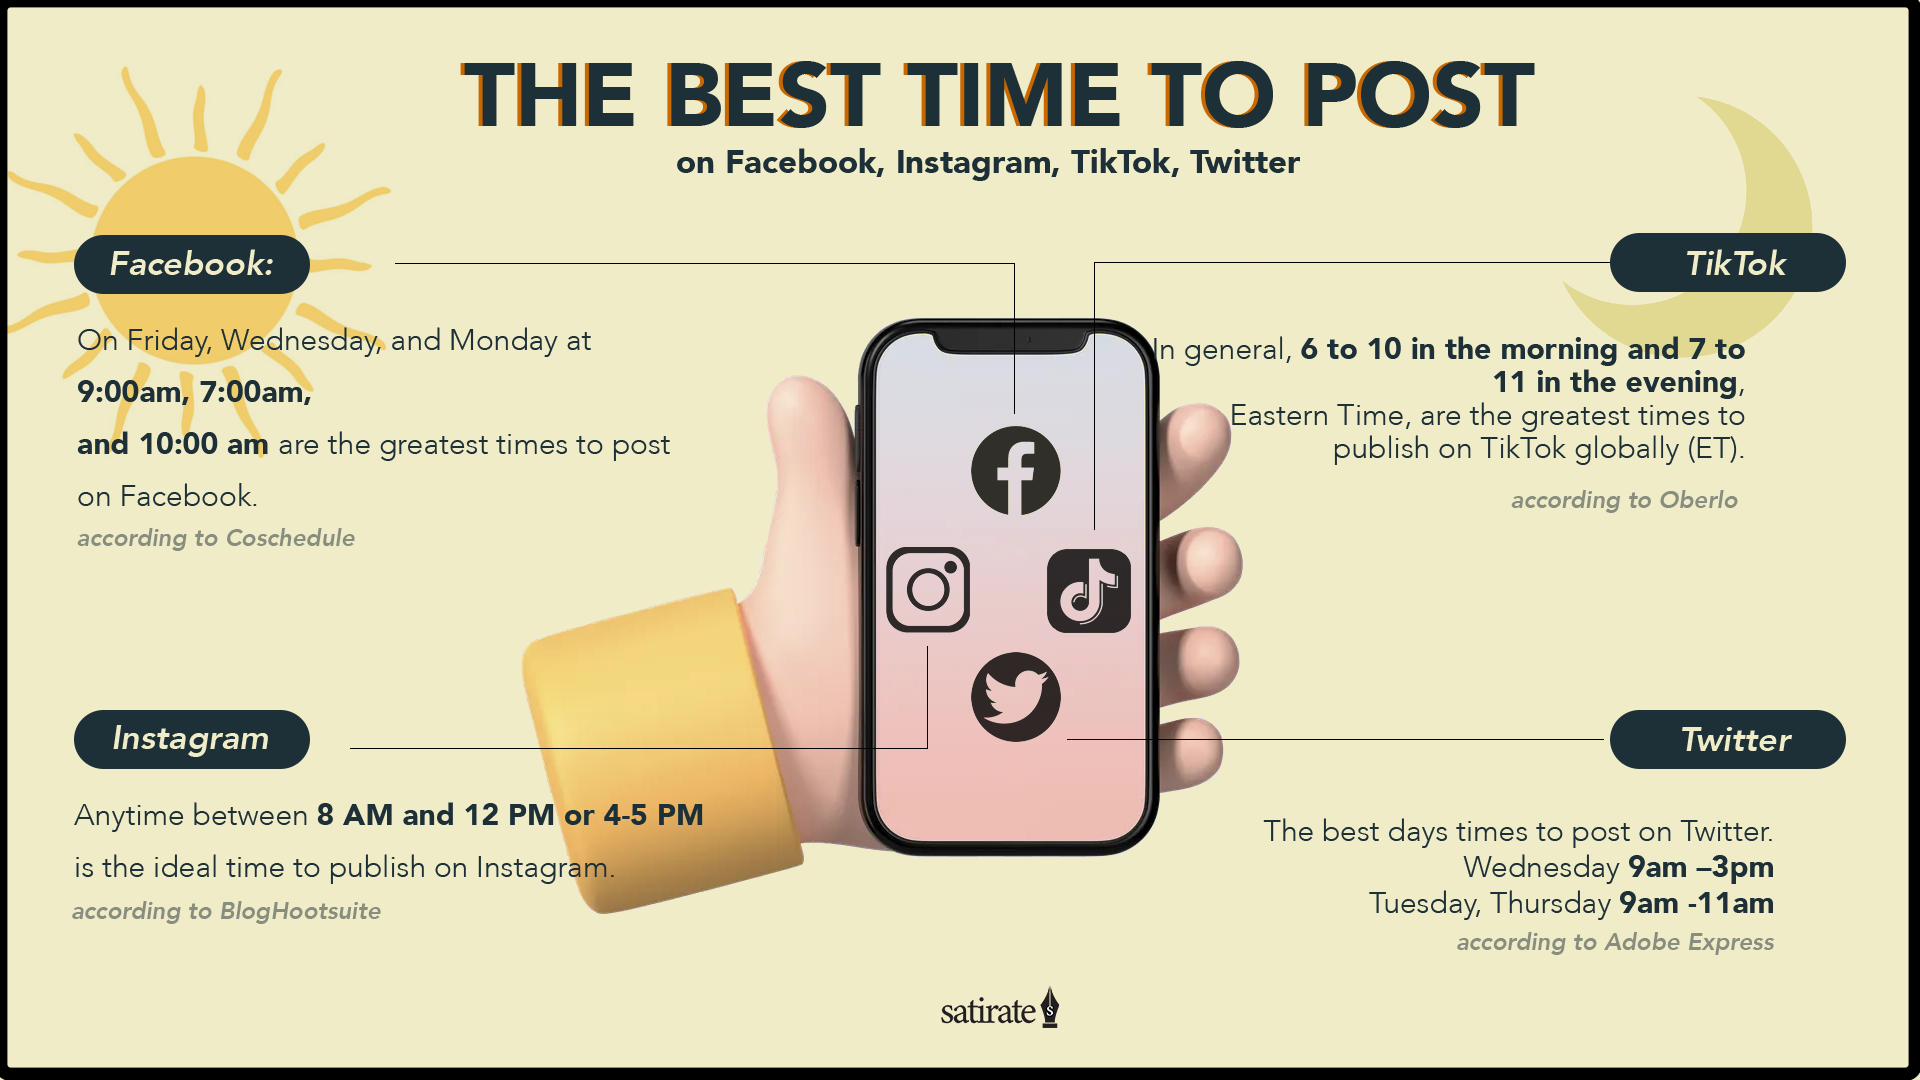 THE BEST TIME TO POST
on Facebook, Instagram, TikTok, Twitter
Facebook:
On Friday, Wednesday, and Monday at
9:00am, 7:00am,
and 10:00 am are the greatest times to post
on Facebook.
according to Coschedule
TikTok
In general, 6 to 10 in the morning and 7 to
11 in the evening,
Eastern Time, are the greatest times to
publish on TikTok globally (ET).
according to Oberlo
Instagram
Anytime between 8 AM and 12 PM or 4-5 PM
is the ideal time to publish on Instagram.
according to BlogHootsuite
Twitter
The best days times to post on Twitter.
Wednesday 9am –3pm
Tuesday, Thursday 9am -11am
according to Adobe Express
satirate